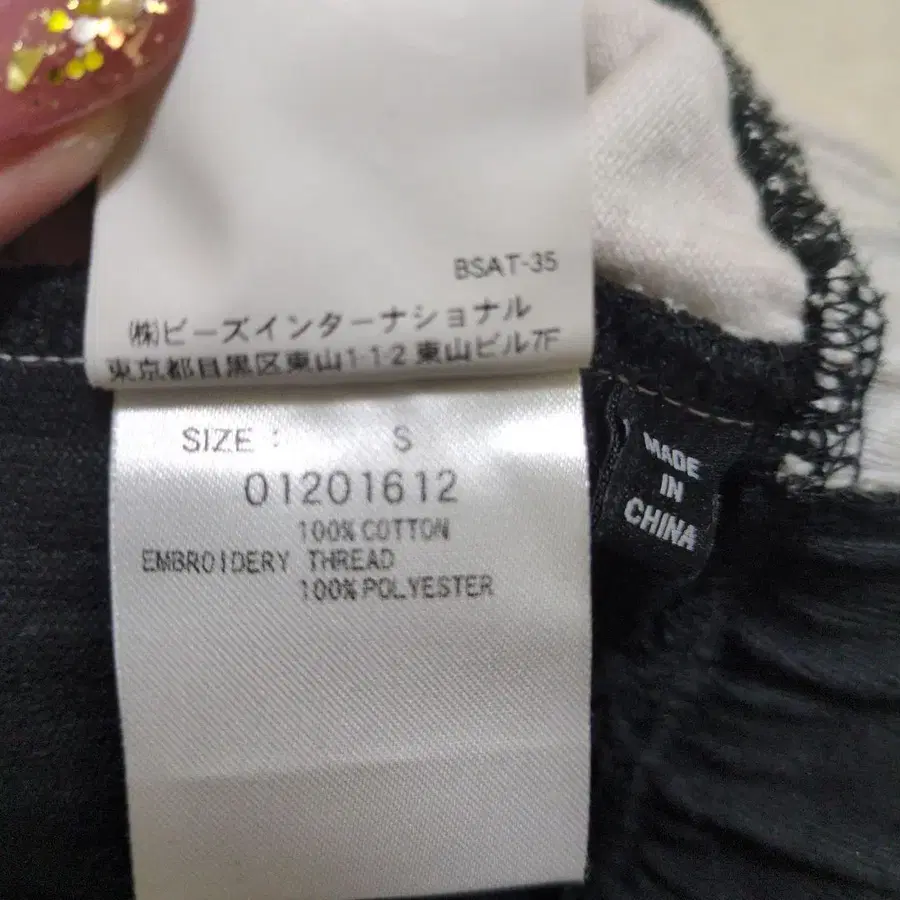 BSAT-35
㈱ビーズインターナショナル
東京都目黒区東山1-1-2 東山ビル7F
SIZE : S
01201612
100% COTTON
EMBROIDERY THREAD
100% POLYESTER
MADE
IN
CHINA